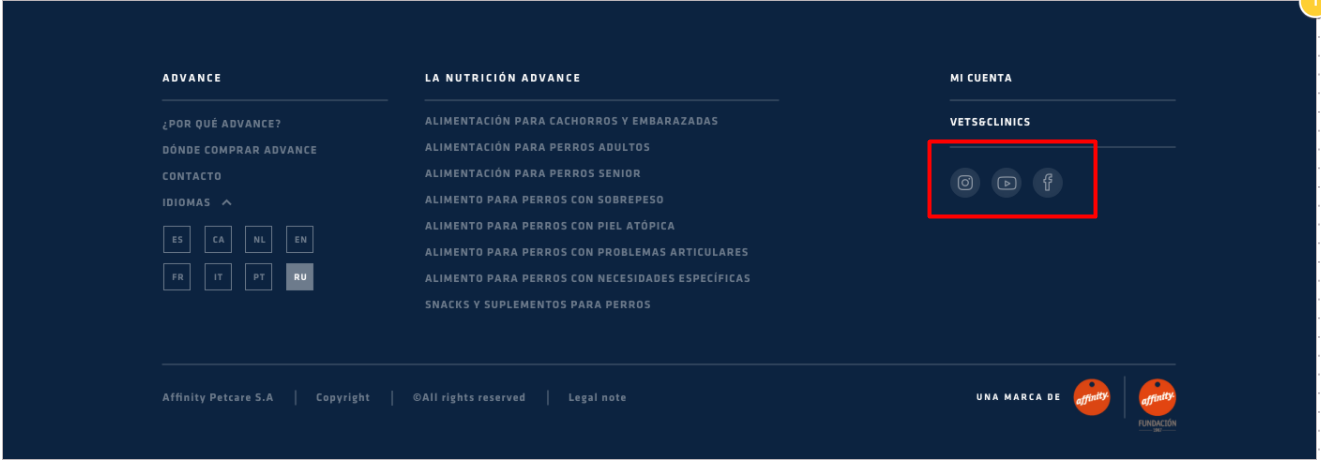 ADVANCE
¿POR QUÉ ADVANCE?
DÓNDE COMPRAR ADVANCE
CONTACTO
IDIOMAS
ES CA NL EN
FR IT PT RU
LA NUTRICIÓN ADVANCE
ALIMENTACIÓN PARA CACHORROS Y EMBARAZADAS
ALIMENTACIÓN PARA PERROS ADULTOS
ALIMENTACIÓN PARA PERROS SENIOR
ALIMENTO PARA PERROS CON SOBREPESO
ALIMENTO PARA PERROS CON PIEL ATÓPICA
ALIMENTO PARA PERROS CON PROBLEMAS ARTICULARES
ALIMENTO PARA PERROS CON NECESIDADES ESPECÍFICAS
SNACKS Y SUPLEMENTOS PARA PERROS
MI CUENTA
VETS&CLINICS
Affinity Petcare S.A | Copyright | ©All rights reserved | Legal note
UNA MARCA DE
affinity
affinity
FUNDACIÓN